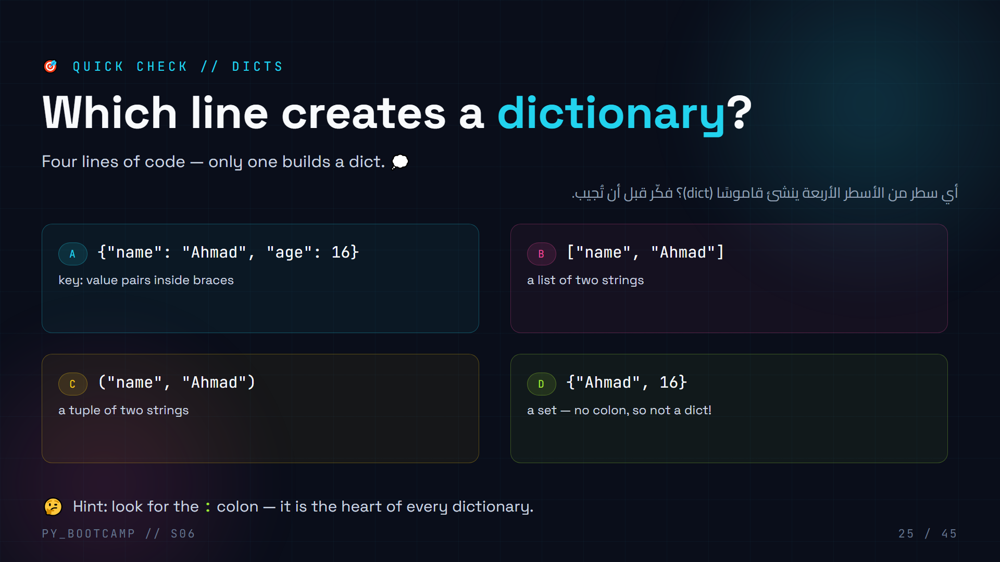 🎯 QUICK CHECK // DICTS
Which line creates a dictionary?
Four lines of code — only one builds a dict. 💭
أي سطر من الأسطر الأربعة ينشئ قاموسًا (dict)؟ فكّر قبل أن تُجيب.
A {"name": "Ahmad", "age": 16}
key: value pairs inside braces
B ["name", "Ahmad"]
a list of two strings
C ("name", "Ahmad")
a tuple of two strings
D {"Ahmad", 16}
a set — no colon, so not a dict!
🤔 Hint: look for the : colon — it is the heart of every dictionary.
PY_BOOTCAMP // S06
25 / 45